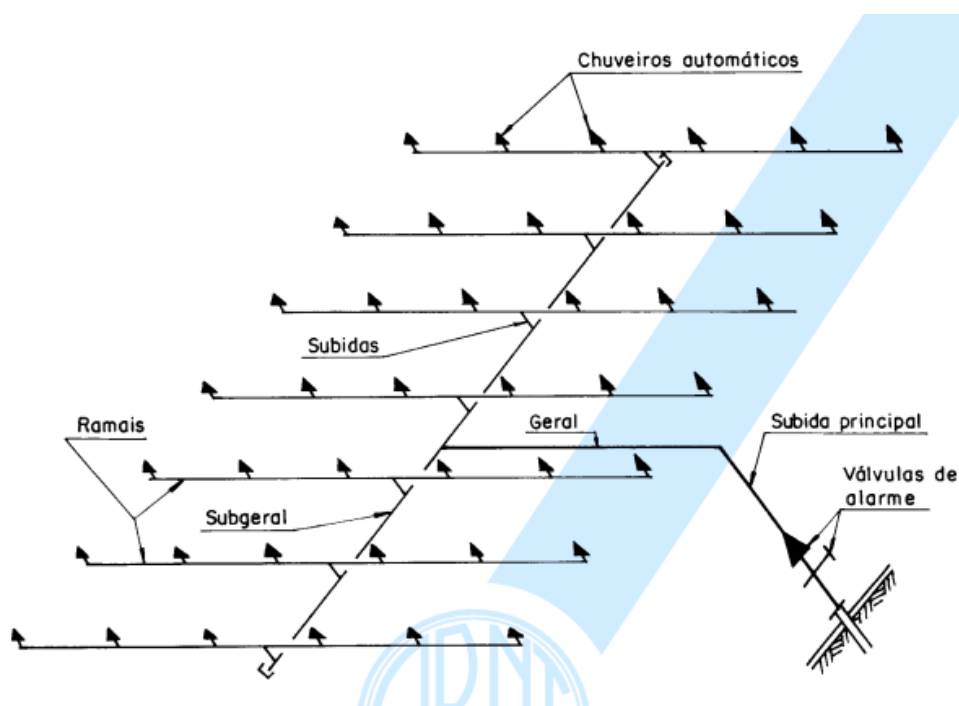 Chuveiros automáticos
Subidas
Ramais
Geral
Subida principal
Válvulas de
alarme
Subgeral